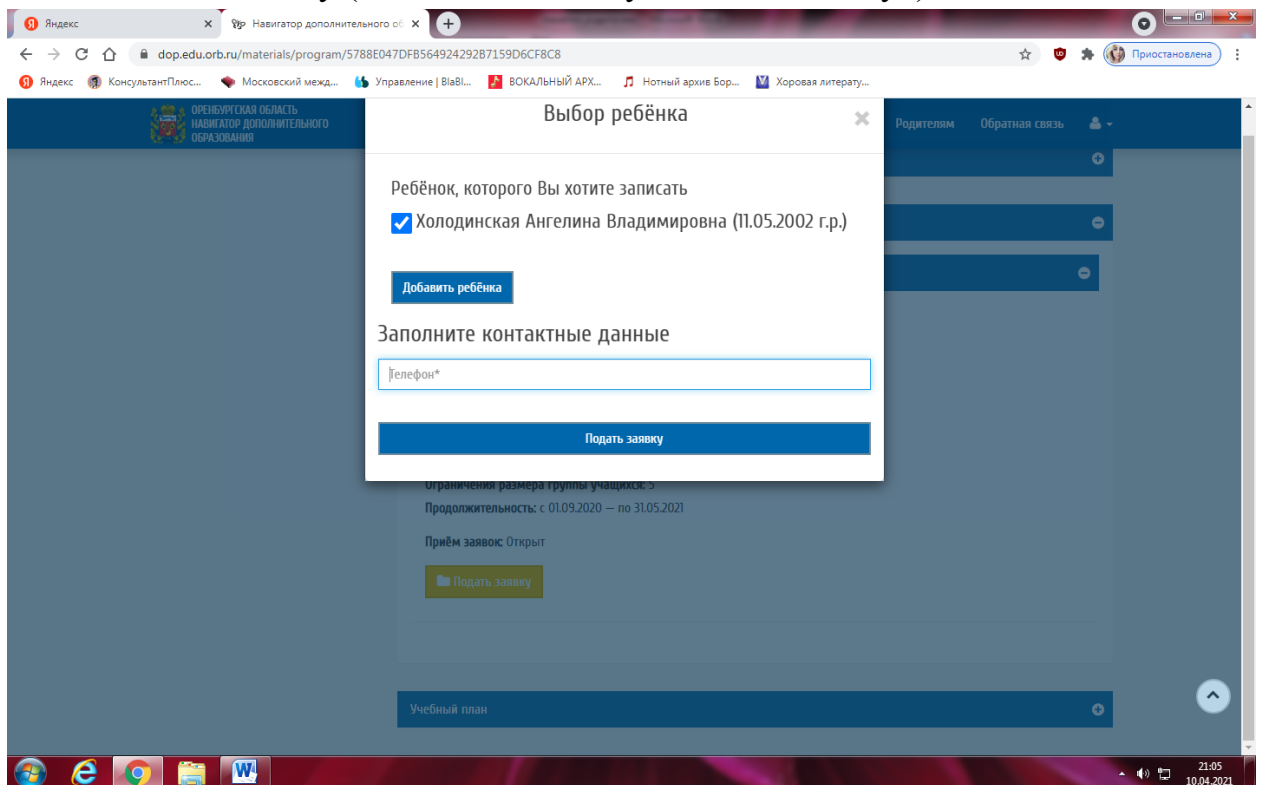 Яндекс
Навигатор дополнительного об
dop.edu.orb.ru/materials/program/5788E047DFB564924292B7159D6CF8C8
Приостановлена
Яндекс
КонсультантПлюс...
Московский межд...
Управление | BlaBl...
ВОКАЛЬНЫЙ АРХ...
Нотный архив Бор...
Хоровая литерату...
ОРЕНБУРГСКАЯ ОБЛАСТЬ
НАВИГАТОР ДОПОЛНИТЕЛЬНОГО
ОБРАЗОВАНИЯ
Родителям
Обратная связь
Выбор ребёнка
Ребёнок, которого Вы хотите записать
Холодинская Ангелина Владимировна (11.05.2002 г.р.)
Добавить ребёнка
Заполните контактные данные
Телефон*
Подать заявку
Ограничения размера группы учащихся: 5
Продолжительность: с 01.09.2020 — по 31.05.2021
Приём заявок: Открыт
Подать заявку
Учебный план
21:05
10.04.2021